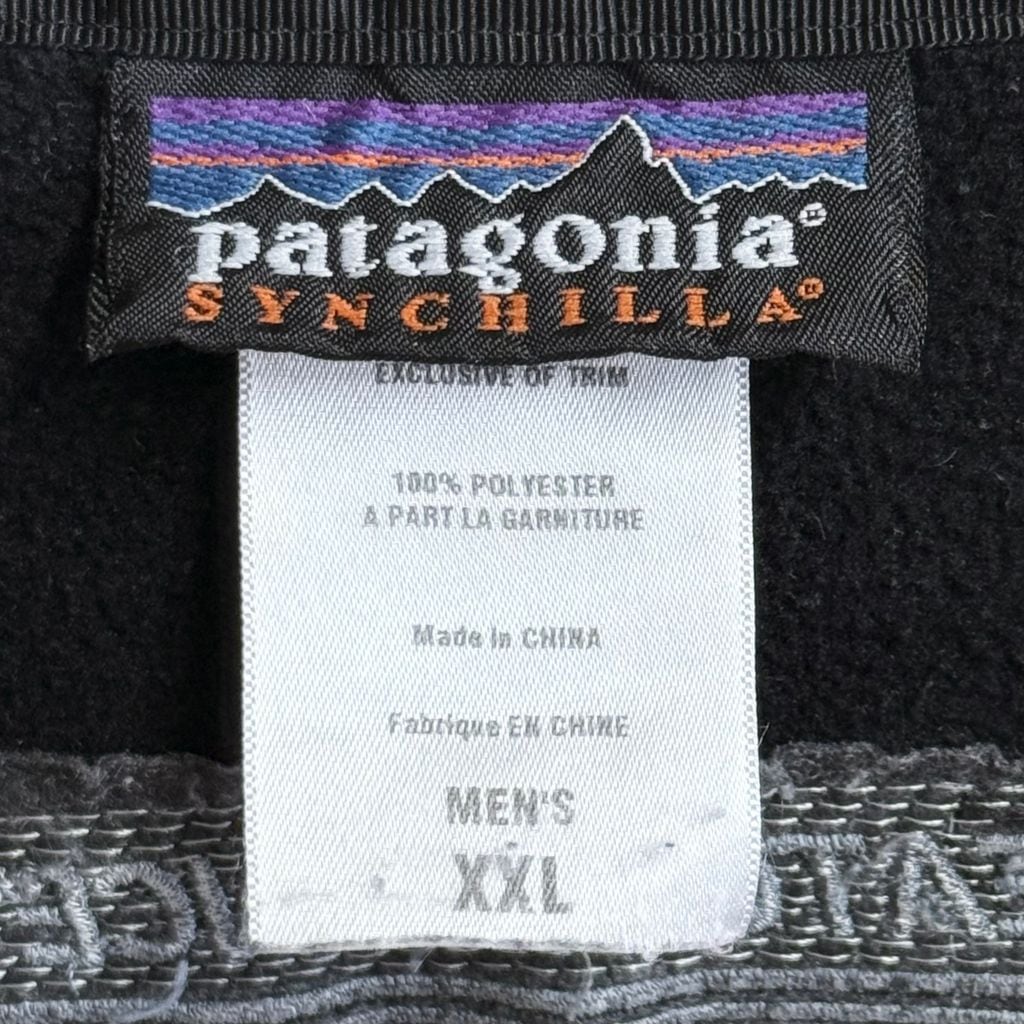 patagonia®
SYNCHILLA®
EXCLUSIVE OF TRIM
100% POLYESTER
A PART LA GARNITURE
Made in CHINA
Fabrique EN CHINE
MEN'S
XXL